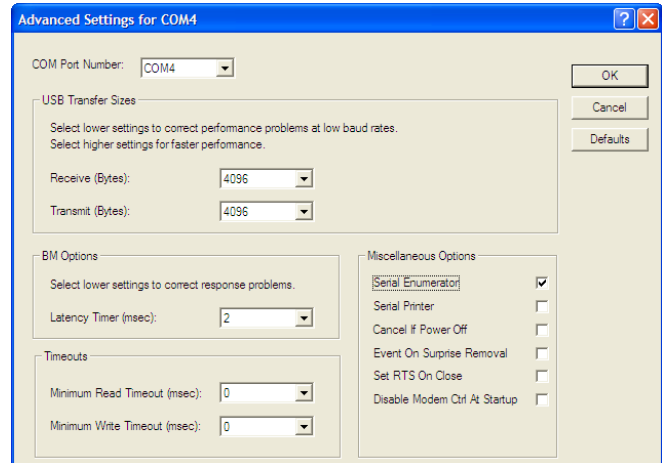 Advanced Settings for COM4
COM Port Number: COM4
OK
Cancel
Defaults
USB Transfer Sizes
Select lower settings to correct performance problems at low baud rates.
Select higher settings for faster performance.
Receive (Bytes): 4096
Transmit (Bytes): 4096
BM Options
Select lower settings to correct response problems.
Latency Timer (msec): 2
Timeouts
Minimum Read Timeout (msec): 0
Minimum Write Timeout (msec): 0
Miscellaneous Options
Serial Enumerator
Serial Printer
Cancel If Power Off
Event On Surprise Removal
Set RTS On Close
Disable Modem Ctrl At Startup